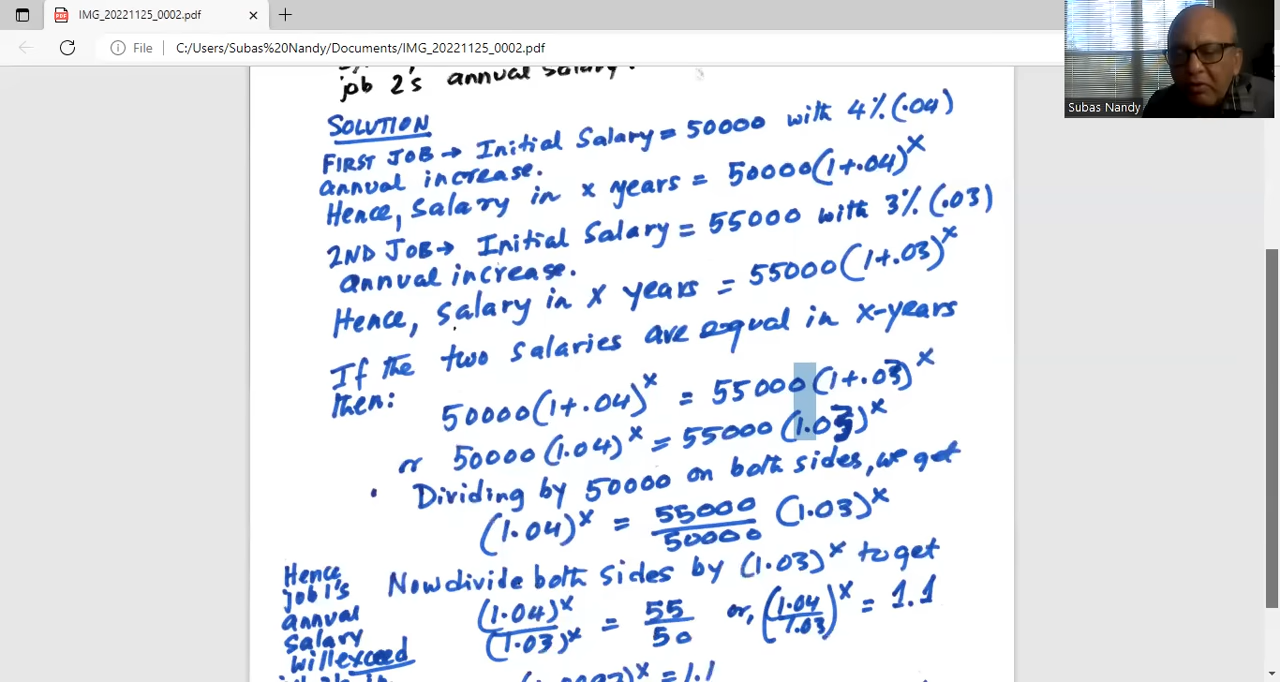 IMG_20221125_0002.pdf
File C:/Users/Subas%20Nandy/Documents/IMG_20221125_0002.pdf
Subas Nandy
job 2's annual salary.
SOLUTION
FIRST JOB → Initial Salary = 50000 with 4% (.04)
annual increase.
Hence, Salary in x years = 50000(1+.04)^x
2ND JOB → Initial Salary = 55000 with 3% (.03)
annual increase.
Hence, Salary in x years = 55000(1+.03)^x
If the two salaries are equal in x-years
then:
50000(1+.04)^x = 55000(1+.03)^x
or 50000(1.04)^x = 55000(1.03)^x
Dividing by 50000 on both sides, we get
(1.04)^x = 55000/50000 (1.03)^x
Now divide both sides by (1.03)^x to get
(1.04)^x/(1.03)^x = 55/50 or, (1.04/1.03)^x = 1.1
Hence
job 1's
annual
salary
will exceed
)^x = 1.1